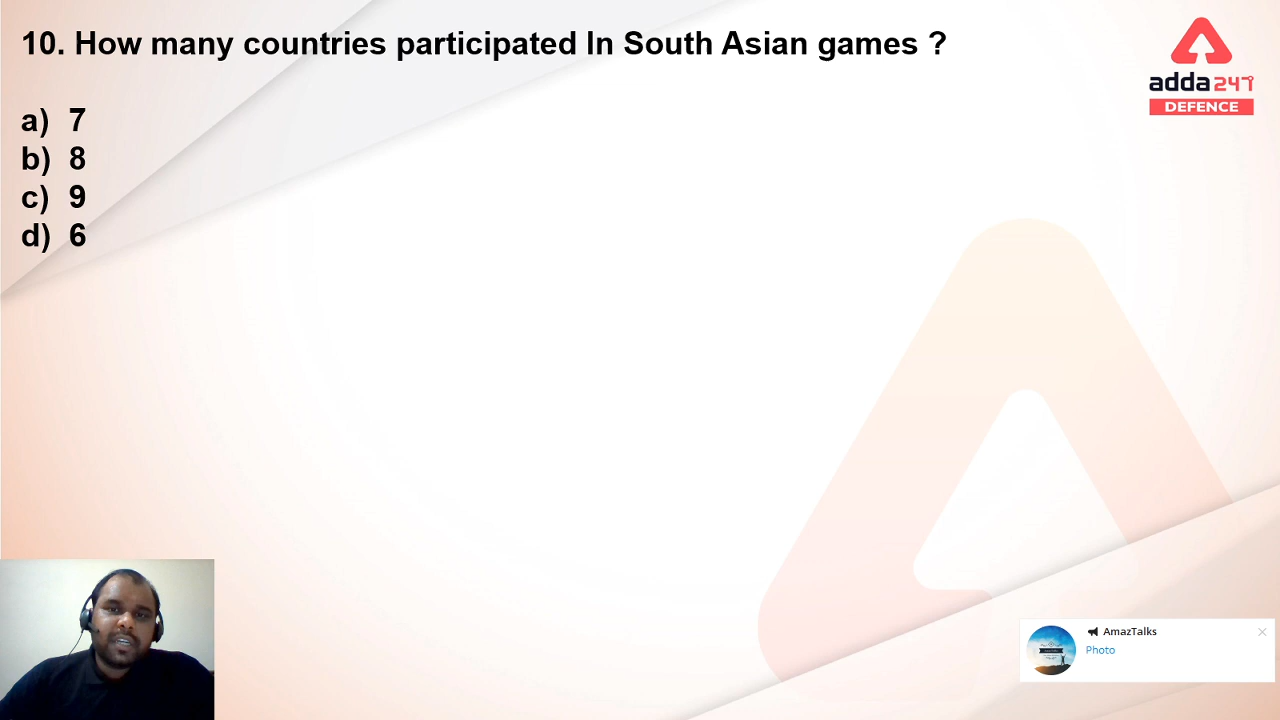 10. How many countries participated In South Asian games ?
a) 7
b) 8
c) 9
d) 6
adda247
DEFENCE
AmazTalks
Photo